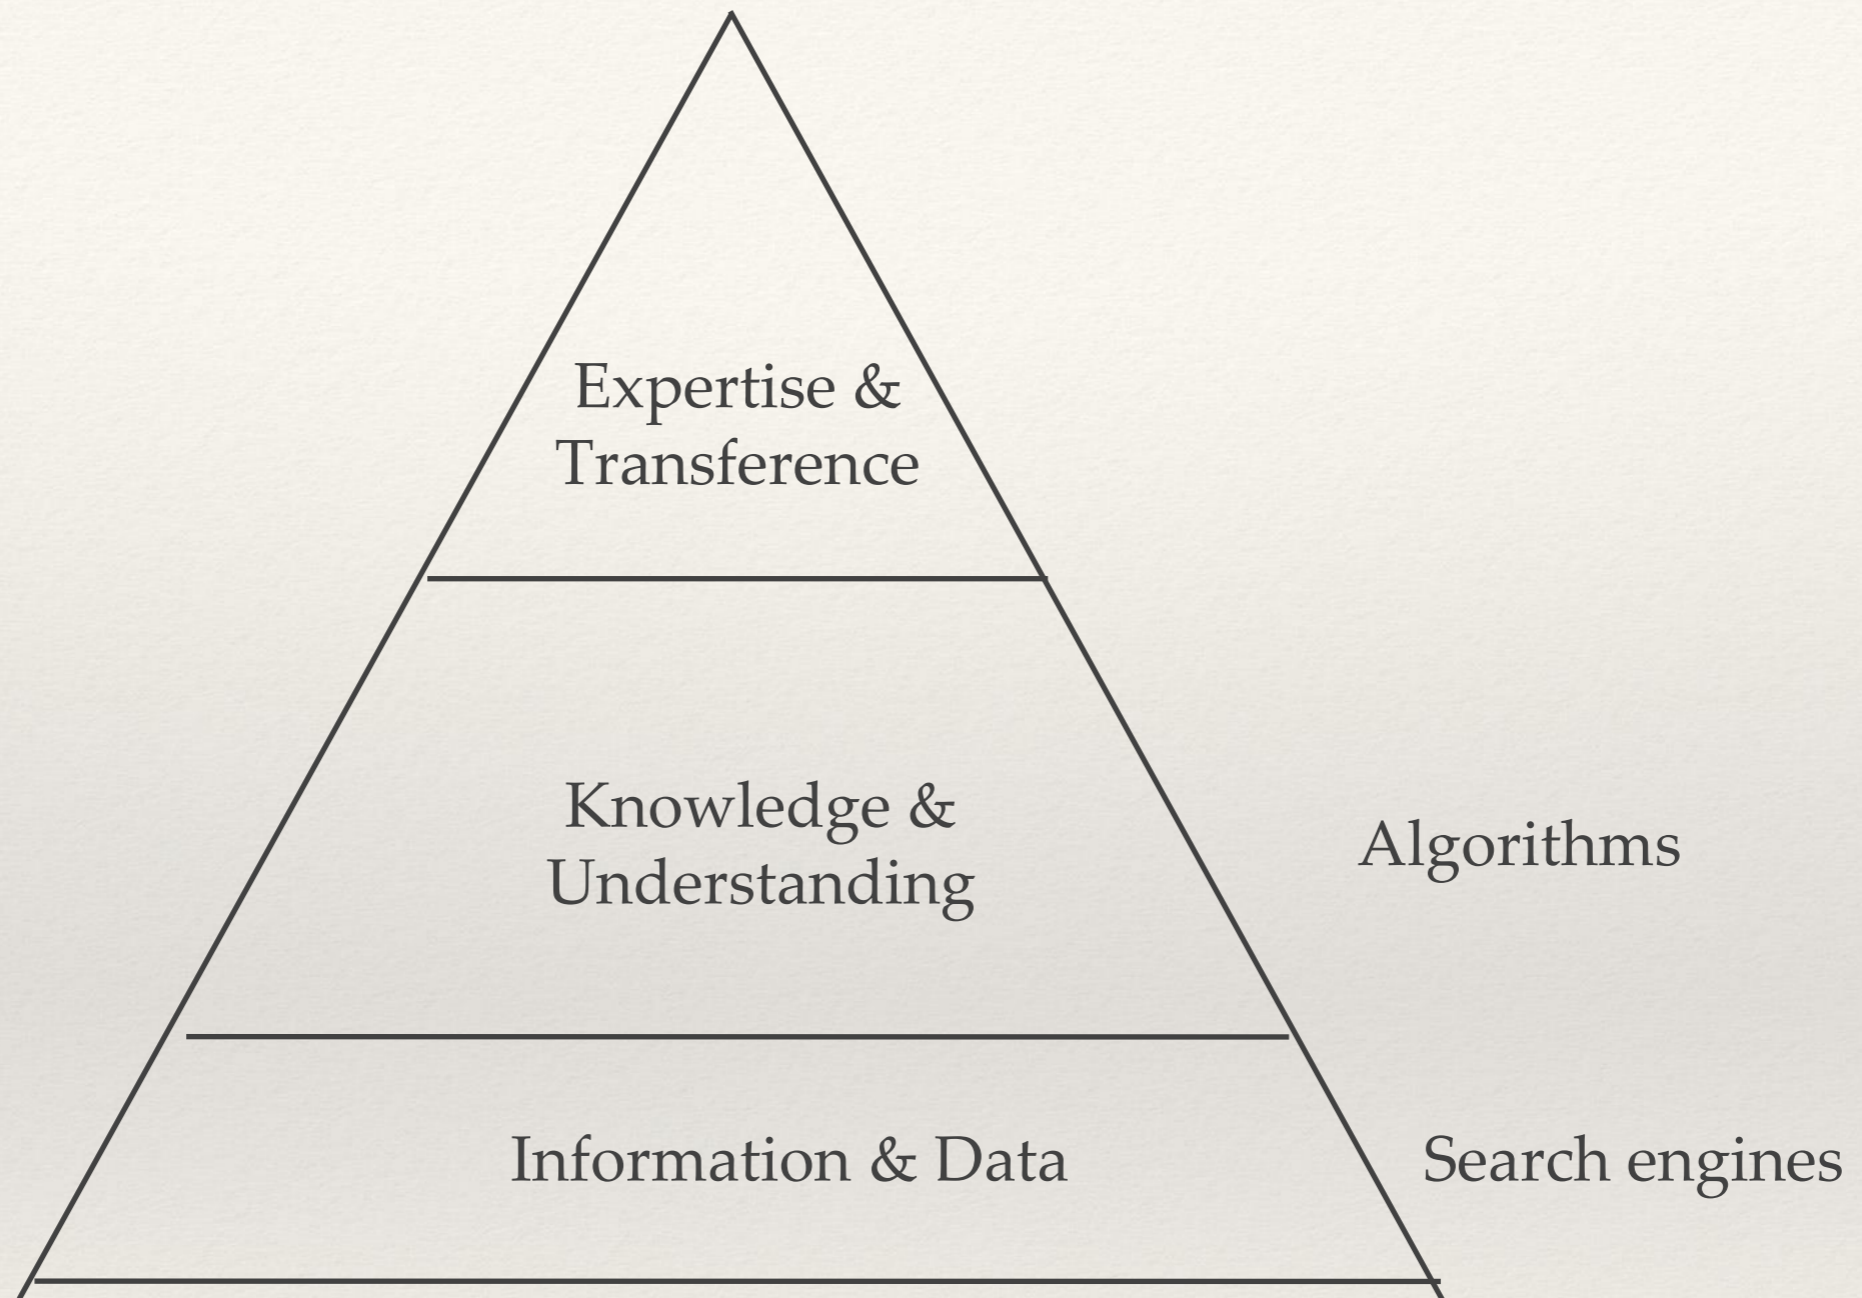 Expertise &
Transference
Knowledge &
Understanding
Algorithms
Information & Data
Search engines